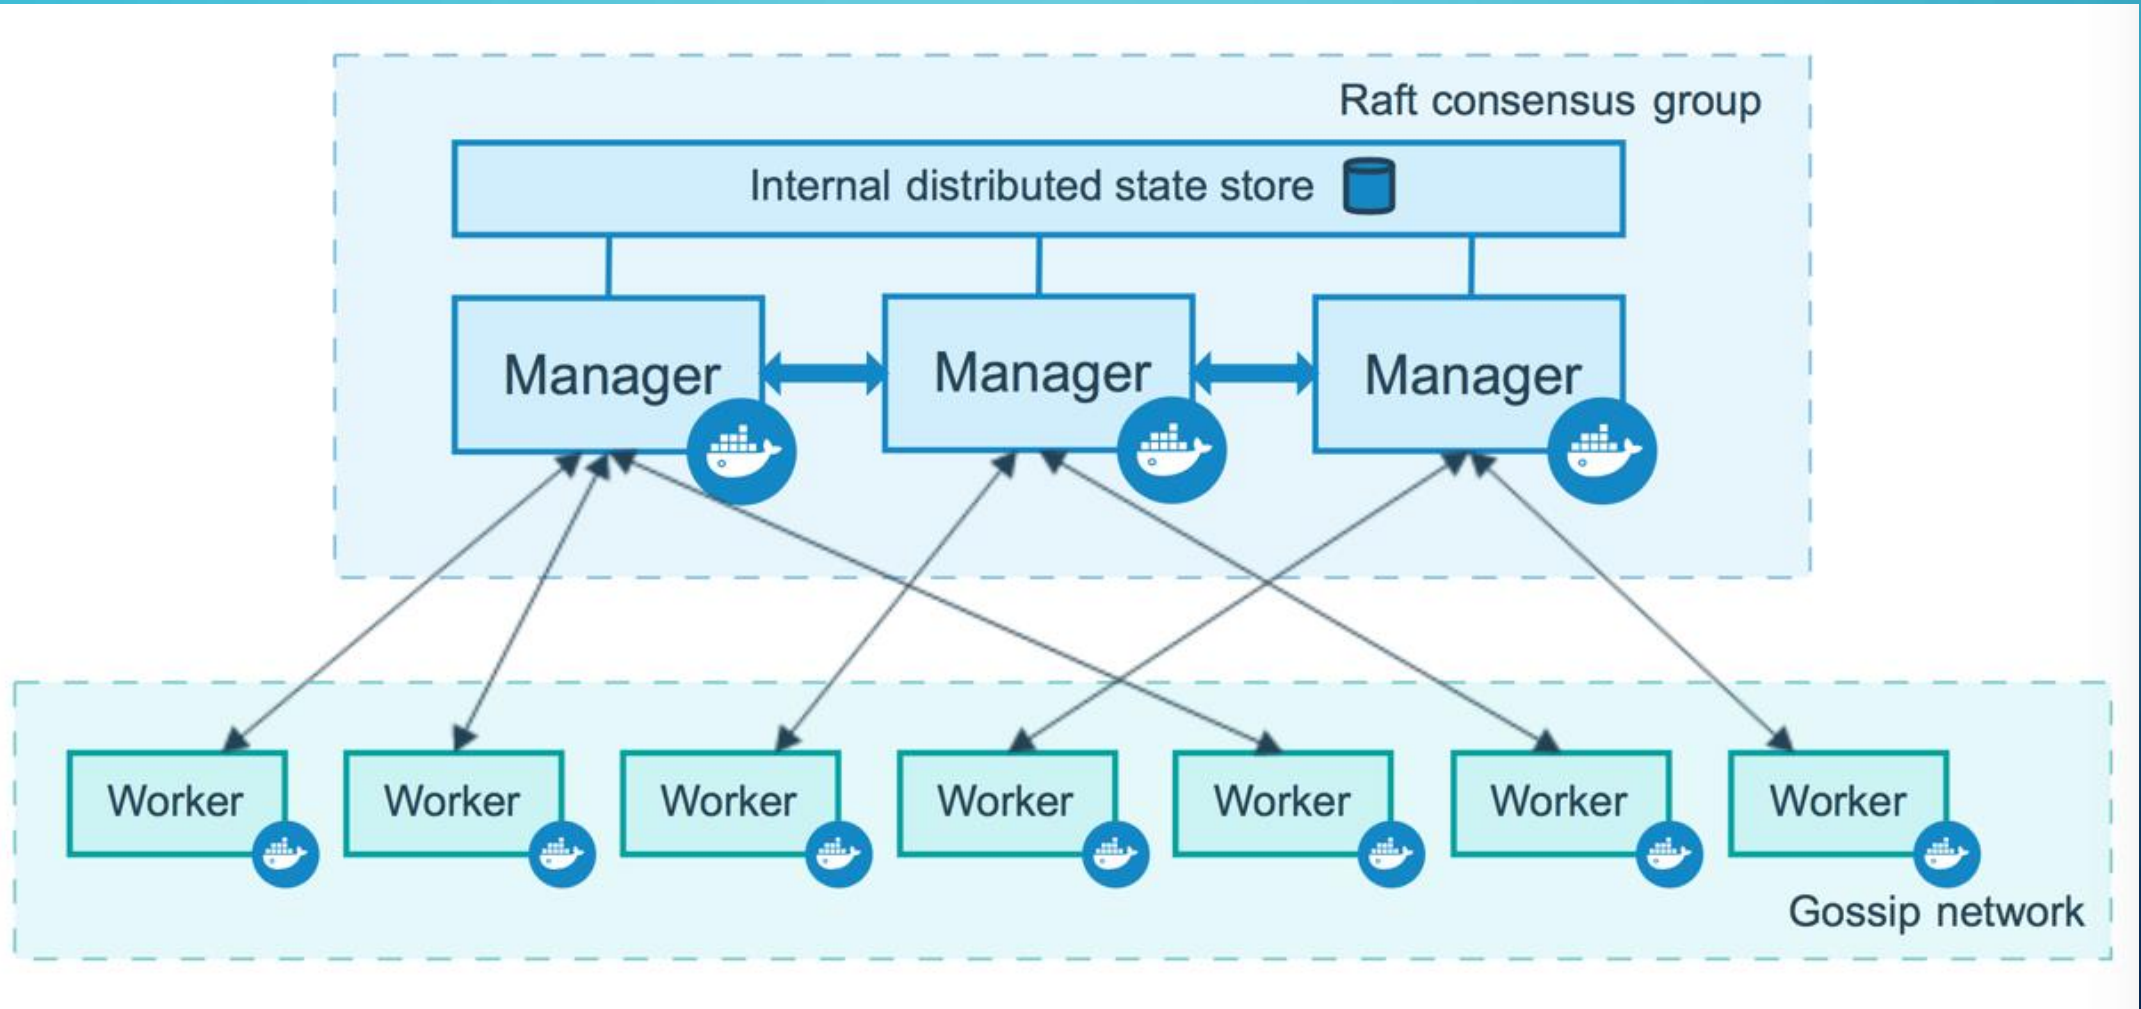 Raft consensus group
Internal distributed state store
Manager
Manager
Manager
Worker
Worker
Worker
Worker
Worker
Worker
Worker
Gossip network